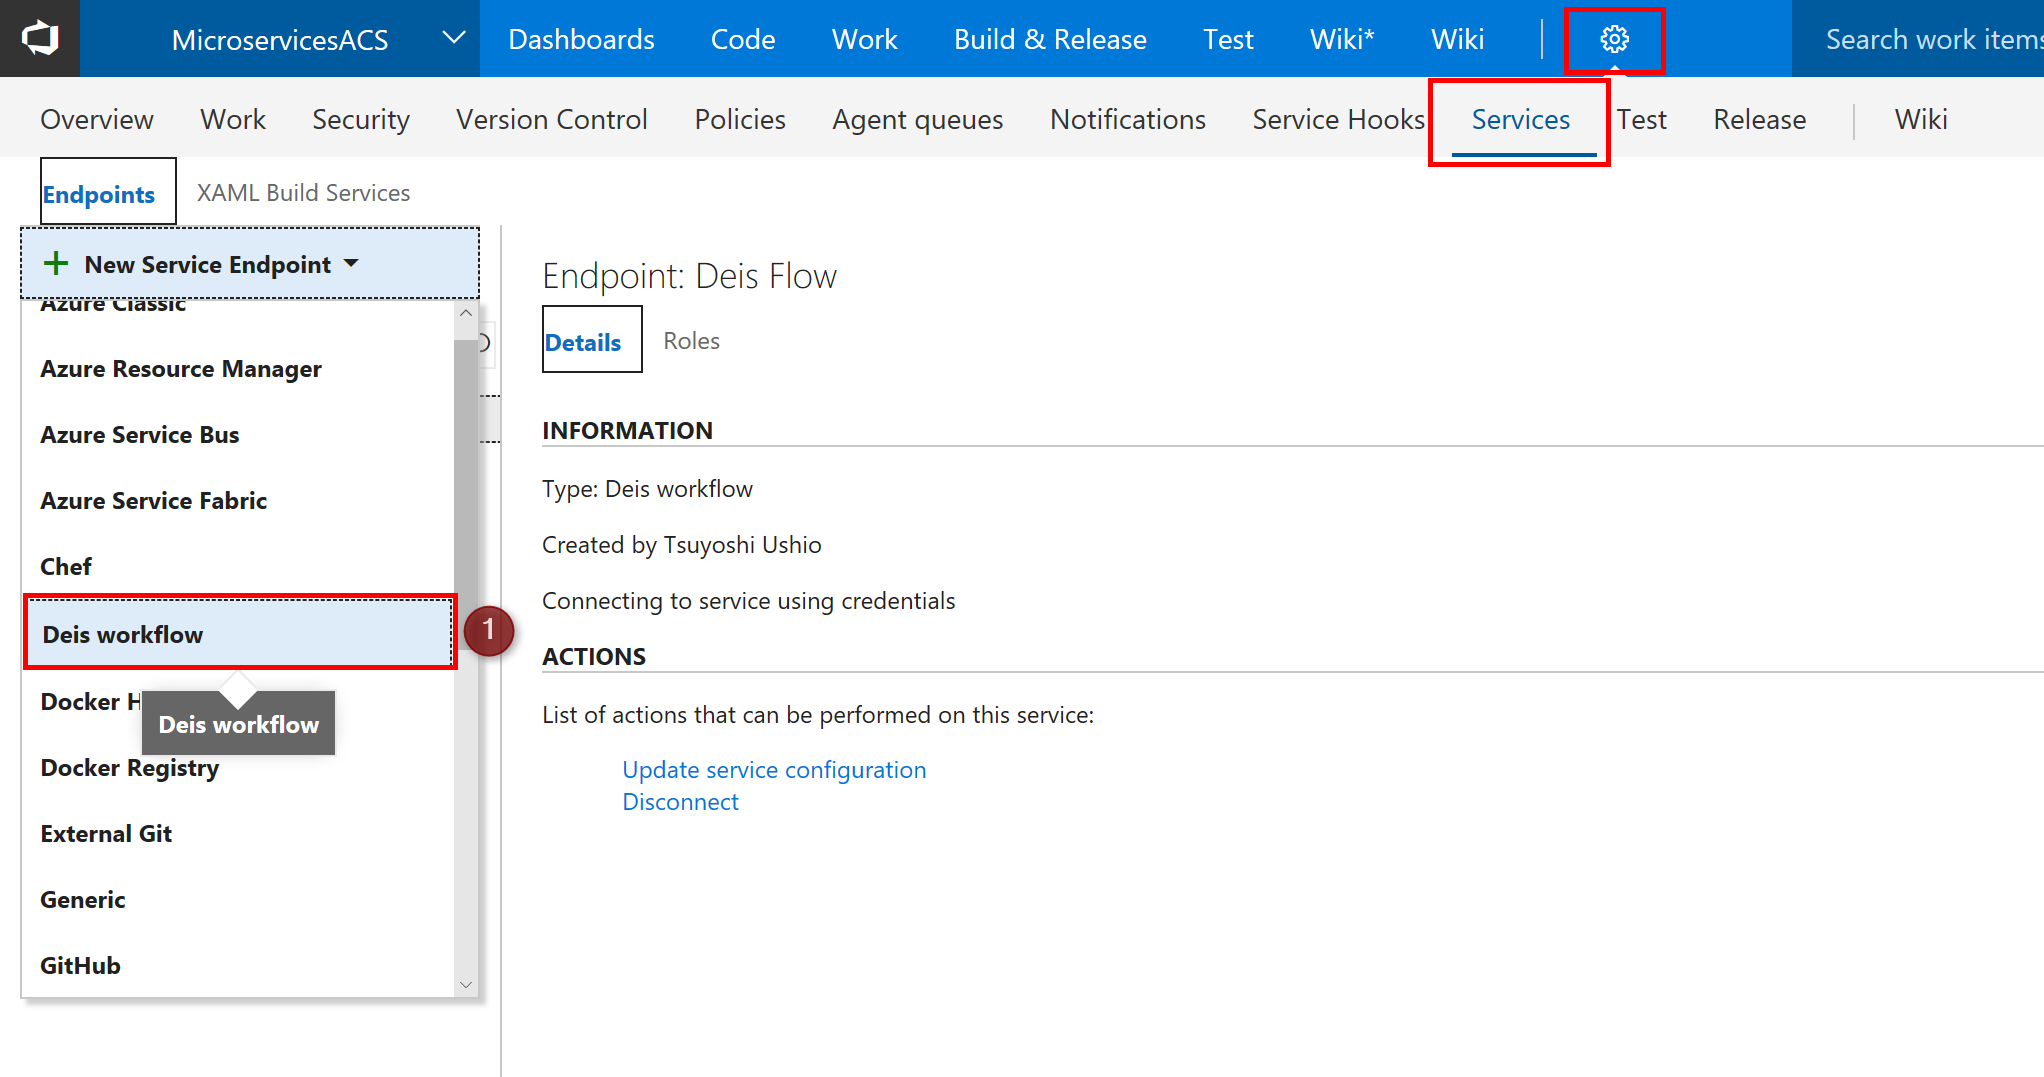 MicroservicesACS Dashboards Code Work Build & Release Test Wiki* Wiki Search work items
Overview Work Security Version Control Policies Agent queues Notifications Service Hooks Services Test Release Wiki
Endpoints XAML Build Services
New Service Endpoint
Azure Classic
Azure Resource Manager
Azure Service Bus
Azure Service Fabric
Chef
Deis workflow
1
Docker H
Deis workflow
Docker Registry
External Git
Generic
GitHub
Endpoint: Deis Flow
Details Roles
INFORMATION
Type: Deis workflow
Created by Tsuyoshi Ushio
Connecting to service using credentials
ACTIONS
List of actions that can be performed on this service:
Update service configuration
Disconnect